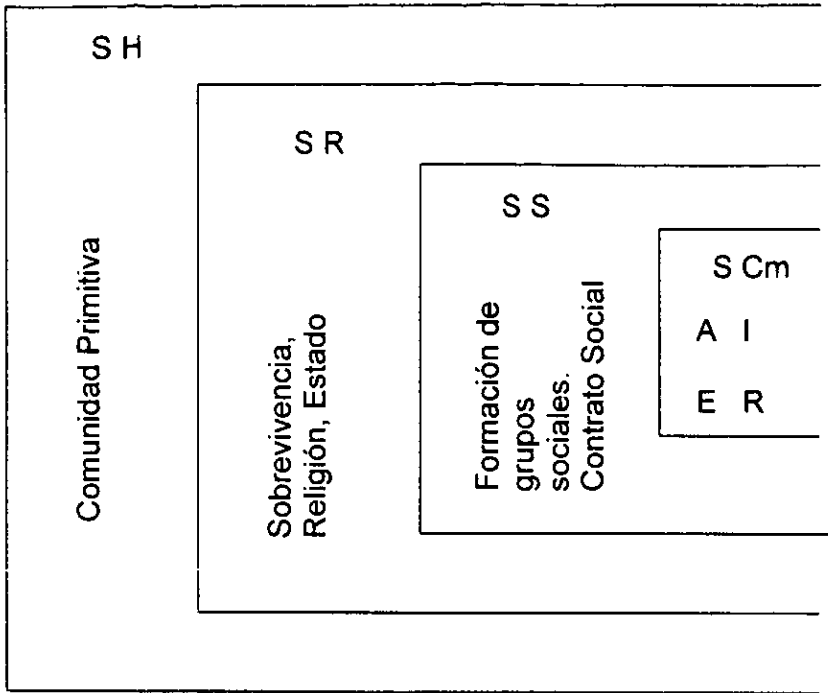 S H
Comunidad Primitiva
S R
Sobrevivencia,
Religión, Estado
S S
Formación de
grupos
sociales.
Contrato Social
S Cm
A I
E R